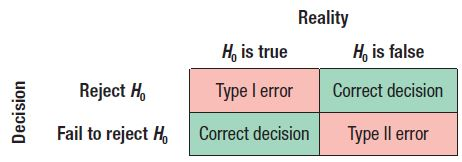 Reality
H₀ is true H₀ is false
Decision
Reject H₀ Type I error Correct decision
Fail to reject H₀ Correct decision Type II error